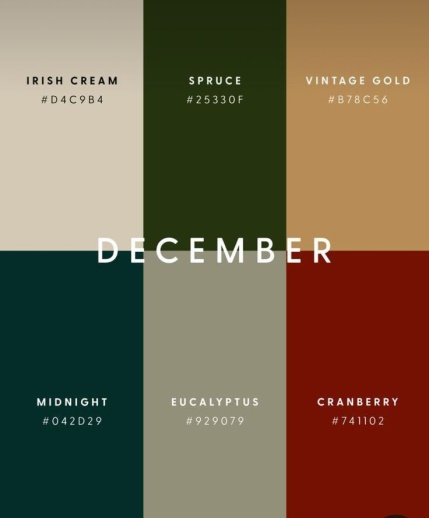 IRISH CREAM
#D4C9B4
SPRUCE
#25330F
VINTAGE GOLD
#B78C56
DECEMBER
MIDNIGHT
#042D29
EUCALYPTUS
#929079
CRANBERRY
#741102